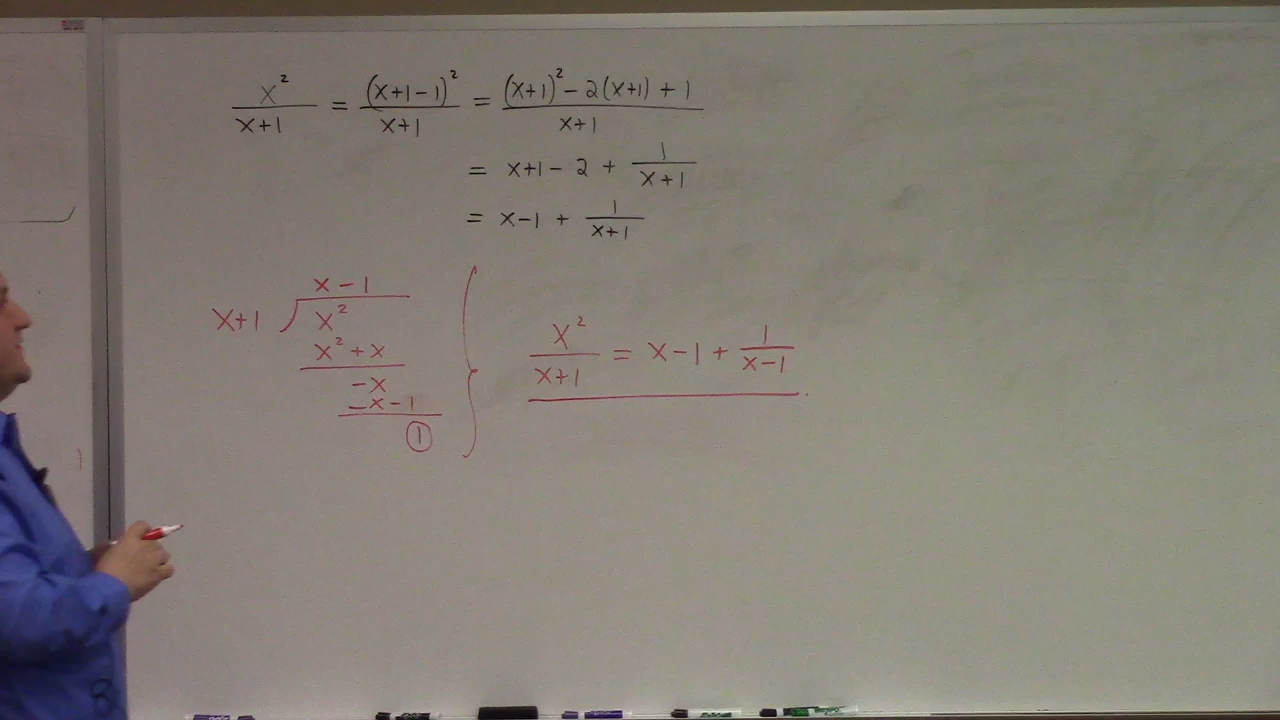 x² / x+1 = (x+1-1)² / x+1 = (x+1)² - 2(x+1) + 1 / x+1
= x+1 - 2 + 1 / x+1
= x-1 + 1 / x+1
x - 1
x+1 ) x²
x² + x
-x
-x - 1
1
x² / x+1 = x-1 + 1 / x-1